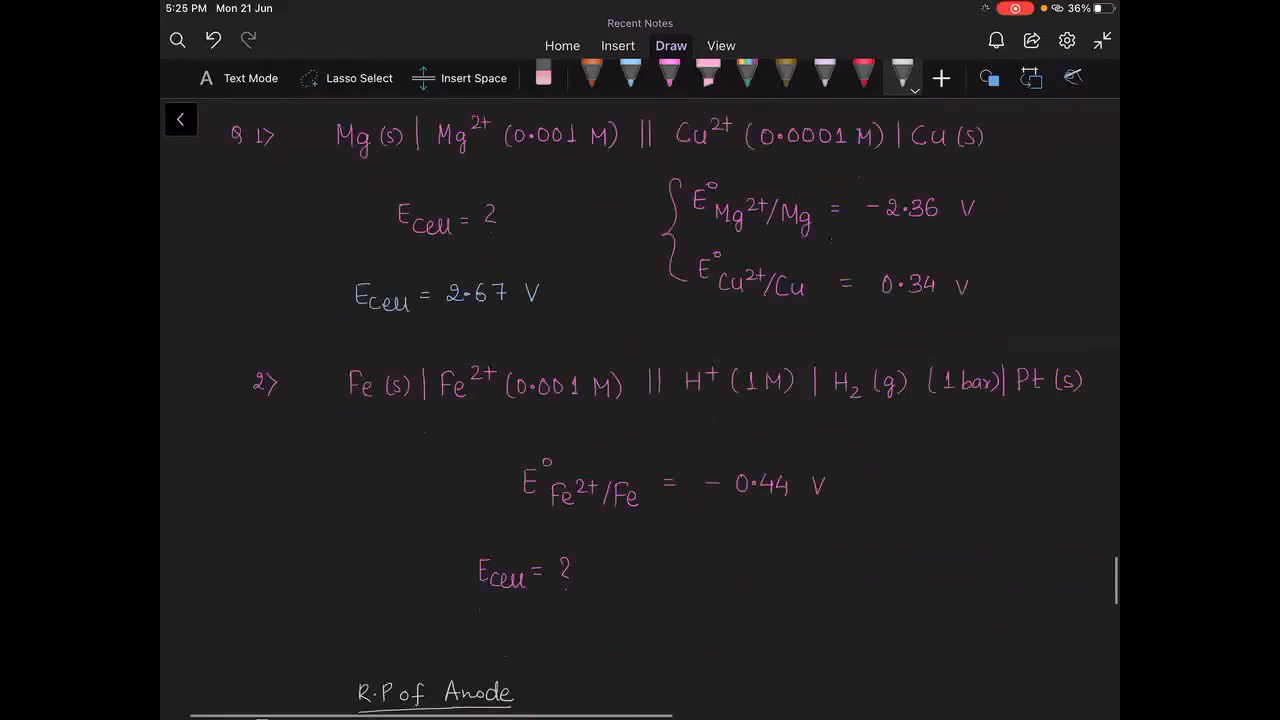 5:25 PM Mon 21 Jun
36%
Recent Notes
Home Insert Draw View
A Text Mode Lasso Select Insert Space
Q 1> Mg(s) | Mg²⁺ (0.001 M) || Cu²⁺ (0.0001 M) | Cu(s)
E°Mg²⁺/Mg = -2.36 V
Ecell = ?
E°Cu²⁺/Cu = 0.34 V
Ecell = 2.67 V
2> Fe(s) | Fe²⁺ (0.001 M) || H⁺ (1M) | H₂ (g) (1 bar) | Pt(s)
E°Fe²⁺/Fe = - 0.44 V
Ecell = ?
R.P of Anode